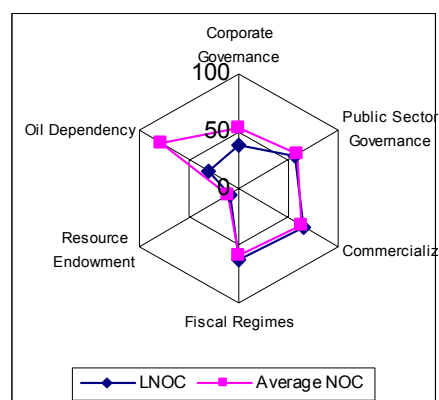 Corporate
Governance
100
Oil Dependency
50
Public Sector
Governance
0
Resource
Endowment
Commercializ
Fiscal Regimes
LNOC
Average NOC